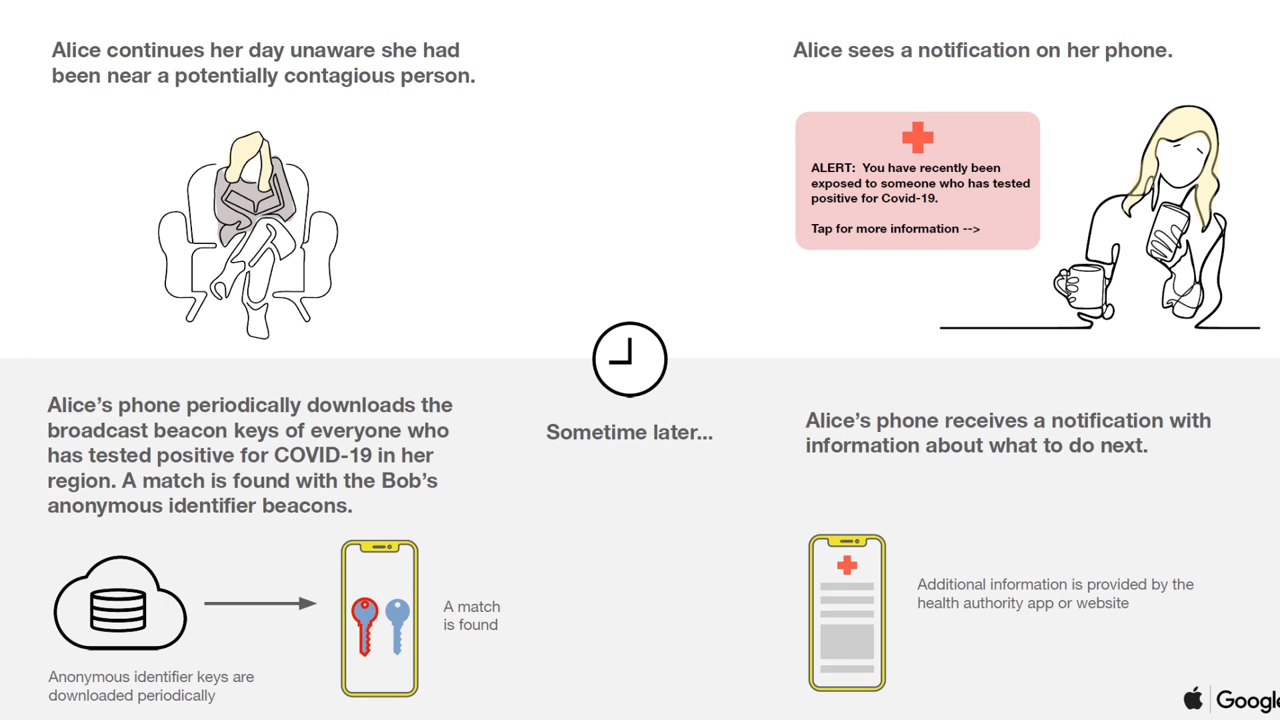 Alice continues her day unaware she had
been near a potentially contagious person.
Alice sees a notification on her phone.
ALERT:  You have recently been
exposed to someone who has tested
positive for Covid-19.
Tap for more information -->
Alice’s phone periodically downloads the
broadcast beacon keys of everyone who
has tested positive for COVID-19 in her
region. A match is found with the Bob’s
anonymous identifier beacons.
Sometime later...
Alice’s phone receives a notification with
information about what to do next.
A match
is found
Additional information is provided by the
health authority app or website
Anonymous identifier keys are
downloaded periodically
Google